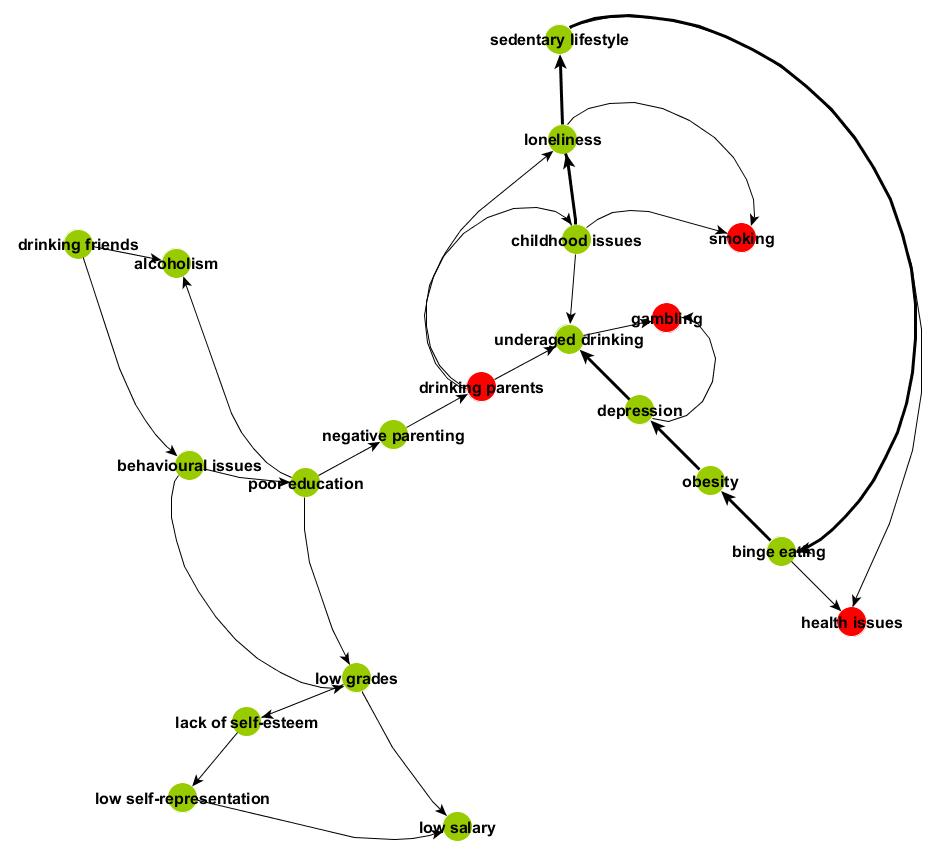 sedentary lifestyle
loneliness
childhood issues
smoking
drinking friends
alcoholism
gambling
underaged drinking
drinking parents
depression
negative parenting
behavioural issues
poor education
obesity
binge eating
health issues
low grades
lack of self-esteem
low self-representation
low salary